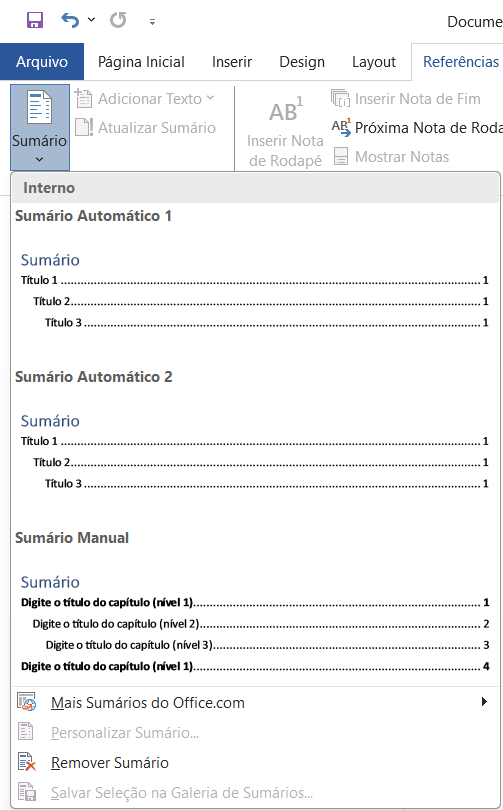 Docume
Arquivo Página Inicial Inserir Design Layout Referências
Sumário
Adicionar Texto
Atualizar Sumário
AB1
Inserir Nota
de Rodapé
Inserir Nota de Fim
AB1 Próxima Nota de Roda
Mostrar Notas
Interno
Sumário Automático 1
Sumário
Título 1 ........ 1
Título 2 ........ 1
Título 3 ........ 1
Sumário Automático 2
Sumário
Título 1 ........ 1
Título 2 ........ 1
Título 3 ........ 1
Sumário Manual
Sumário
Digite o título do capítulo (nível 1) ........ 1
Digite o título do capítulo (nível 2) ........ 2
Digite o título do capítulo (nível 3) ........ 3
Digite o título do capítulo (nível 1) ........ 4
Mais Sumários do Office.com
Personalizar Sumário...
Remover Sumário
Salvar Seleção na Galeria de Sumários...